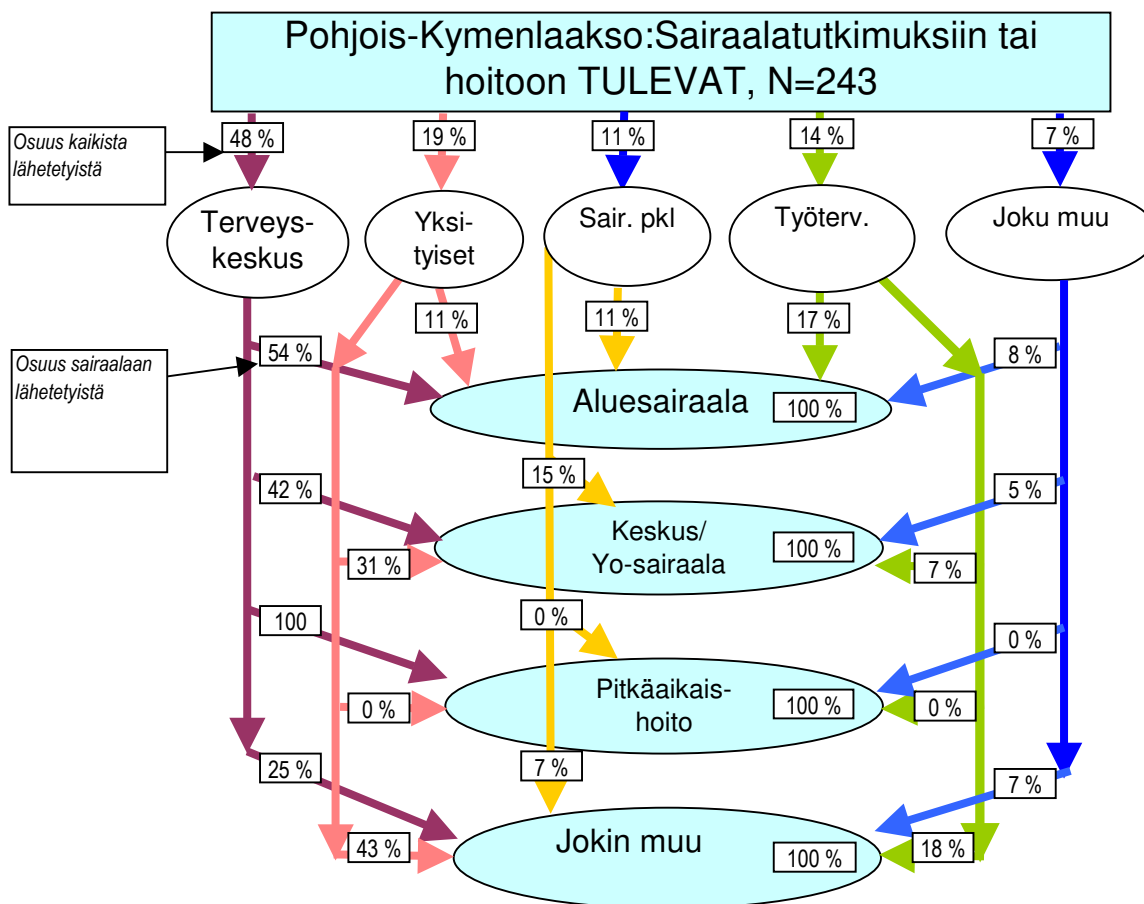 Pohjois-Kymenlaakso:Sairaalatutkimuksiin tai
hoitoon TULEVAT, N=243
Osuus kaikista
lähetetyistä
48 %
19 %
11 %
14 %
7 %
Terveys-
keskus
Yksi-
tyiset
Sair. pkl
Työterv.
Joku muu
11 %
11 %
17 %
Osuus sairaalaan
lähetetyistä
54 %
8 %
Aluesairaala
100 %
42 %
15 %
5 %
Keskus/
Yo-sairaala
100 %
31 %
7 %
100
0 %
0 %
Pitkäaikais-
hoito
100 %
0 %
0 %
25 %
7 %
7 %
Jokin muu
100 %
43 %
18 %